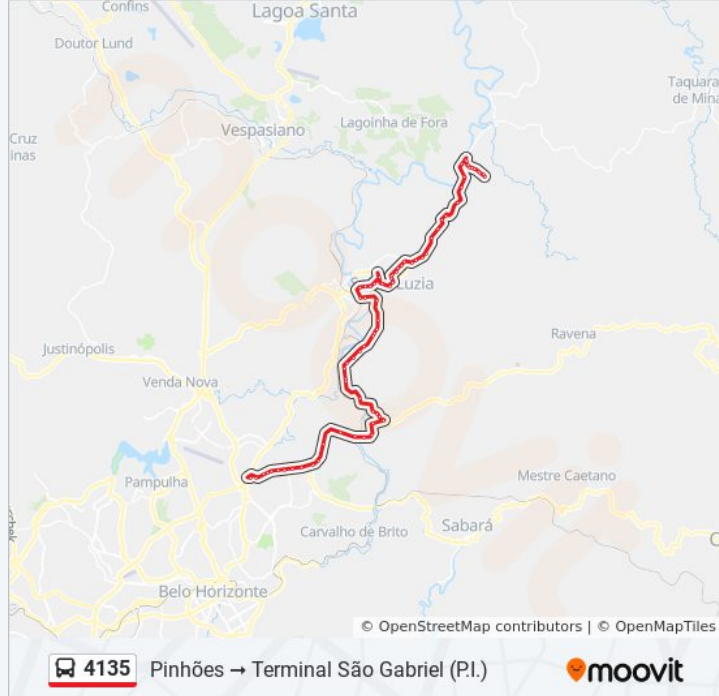 Confins
Lagoa Santa
Doutor Lund
Taquara
de Mina
Lagoinha de Fora
Vespasiano
Cruz
inas
Luzia
Ravena
Justinópolis
Venda Nova
Pampulha
Mestre Caetano
Sabará
Carvalho de Brito
Belo Horizonte
© OpenStreetMap contributors | © OpenMapTiles
4135 Pinhões → Terminal São Gabriel (P.I.) moovit